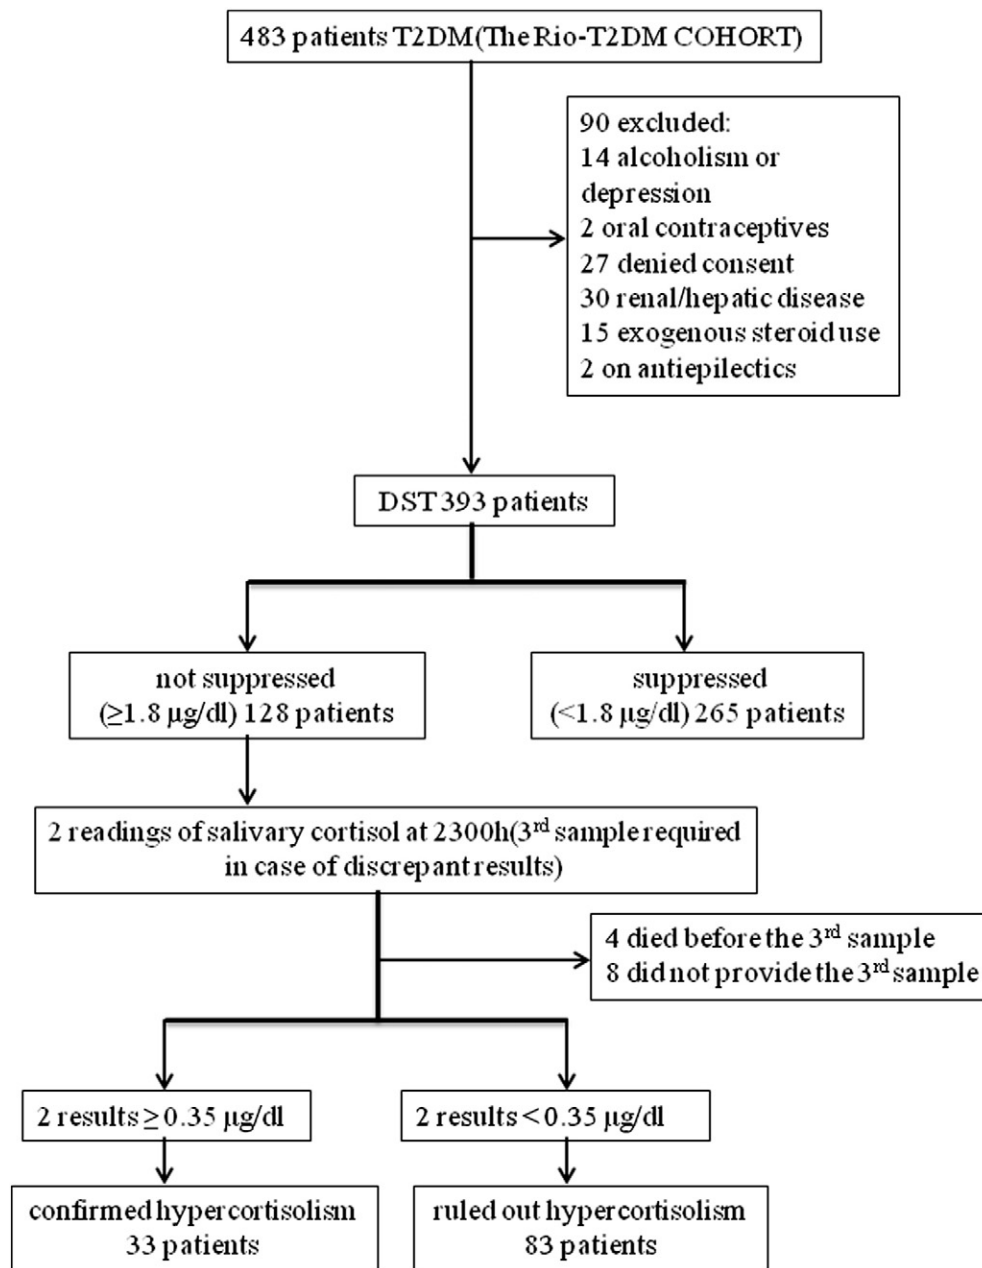 483 patients T2DM(The Rio-T2DM COHORT)
90 excluded:
14 alcoholism or
depression
2 oral contraceptives
27 denied consent
30 renal/hepatic disease
15 exogenous steroid use
2 on antiepilectics
DST 393 patients
not suppressed
(≥1.8 µg/dl) 128 patients
suppressed
(<1.8 µg/dl) 265 patients
2 readings of salivary cortisol at 2300h(3rd sample required
in case of discrepant results)
4 died before the 3rd sample
8 did not provide the 3rd sample
2 results ≥ 0.35 µg/dl
2 results < 0.35 µg/dl
confirmed hypercortisolism
33 patients
ruled out hypercortisolism
83 patients